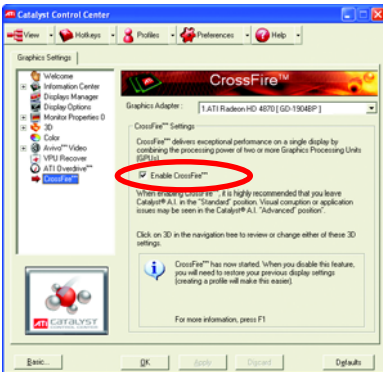 ATI Catalyst Control Center
View
Hotkeys
Profiles
Preferences
Help
Graphics Settings
Welcome
Information Center
Displays Manager
Display Options
Monitor Properties 0
3D
Color
Avivo™ Video
VPU Recover
ATI Overdrive™
CrossFire™
CrossFire™
Graphics Adapter:
1.ATI Radeon HD 4870 [ GD-19048P ]
CrossFire™ Settings
CrossFire™ delivers exceptional performance on a single display by
combining the processing power of two or more Graphics Processing Units
(GPUs)
Enable CrossFire™
When enabling CrossFire™, it is highly recommended that you leave
Catalyst® A.I. in the "Standard" position. Visual corruption or application
issues may be seen in the Catalyst® A.I. "Advanced" position".
Click on 3D in the navigation tree to review or change either of these 3D
settings.
CrossFire™ has now started. When you disable this feature,
you will need to restore your previous display settings
(creating a profile will make this easier).
For more information, press F1
ATI CATALYST
CONTROL CENTER
Basic...
OK
Apply
Discard
Defaults